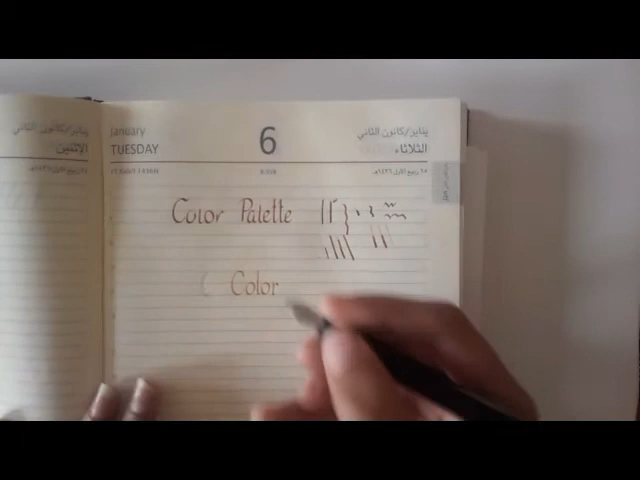 يناير/كانون الثاني
الاثنين
January
TUESDAY
6
يناير/كانون الثاني
الثلاثاء
Color Palette
Color